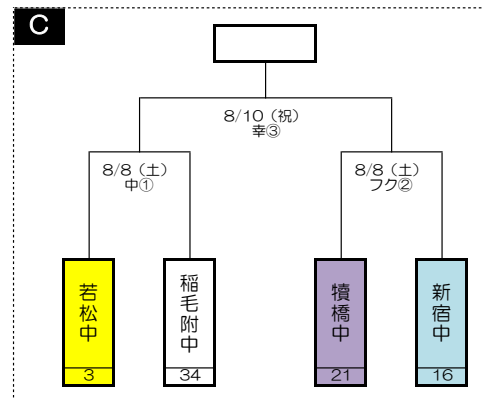 C
8/10（祝）
幸③
8/8（土）
中①
8/8（土）
フク②
若松中
稲毛附中
犢橋中
新宿中
3
34
21
16